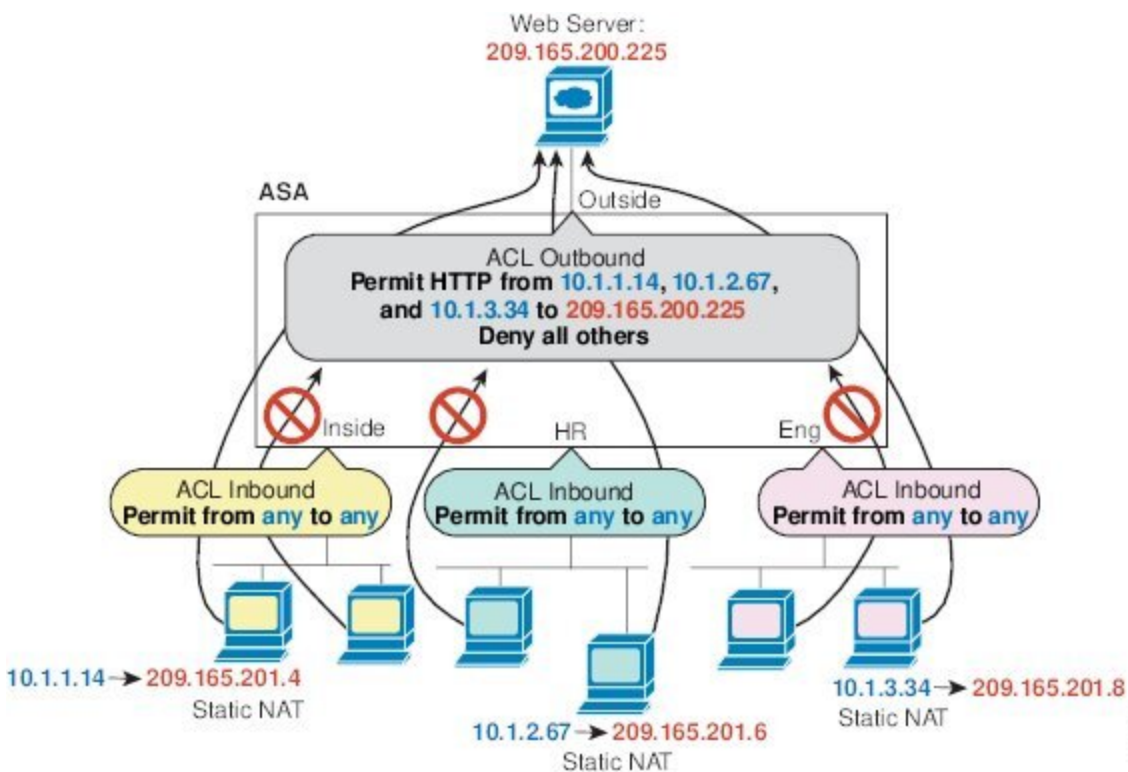 Web Server:
209.165.200.225
ASA
Outside
ACL Outbound
Permit HTTP from 10.1.1.14, 10.1.2.67,
and 10.1.3.34 to 209.165.200.225
Deny all others
Inside
HR
Eng
ACL Inbound
Permit from any to any
ACL Inbound
Permit from any to any
ACL Inbound
Permit from any to any
10.1.1.14 → 209.165.201.4
Static NAT
10.1.2.67 → 209.165.201.6
Static NAT
10.1.3.34 → 209.165.201.8
Static NAT